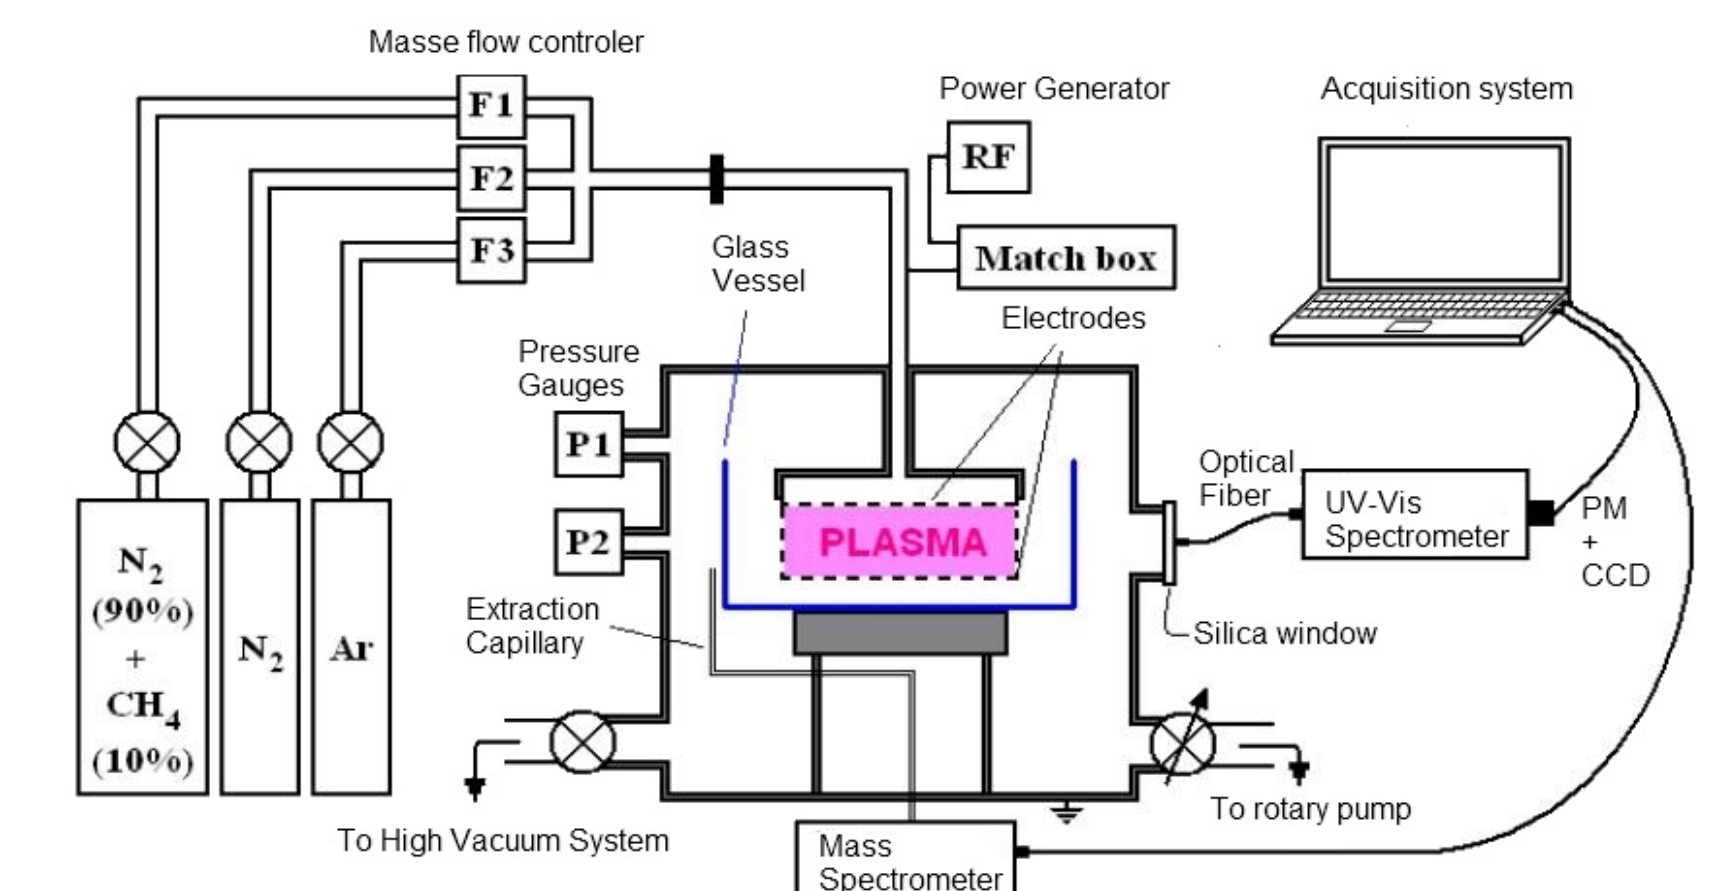 Masse flow controler
F1
F2
F3
Power Generator
RF
Match box
Acquisition system
Glass
Vessel
Electrodes
Pressure
Gauges
P1
P2
PLASMA
Optical
Fiber
UV-Vis
Spectrometer
PM
+
CCD
Silica window
Extraction
Capillary
N2
(90%)
+
CH4
(10%)
N2
Ar
To High Vacuum System
To rotary pump
Mass
Spectrometer